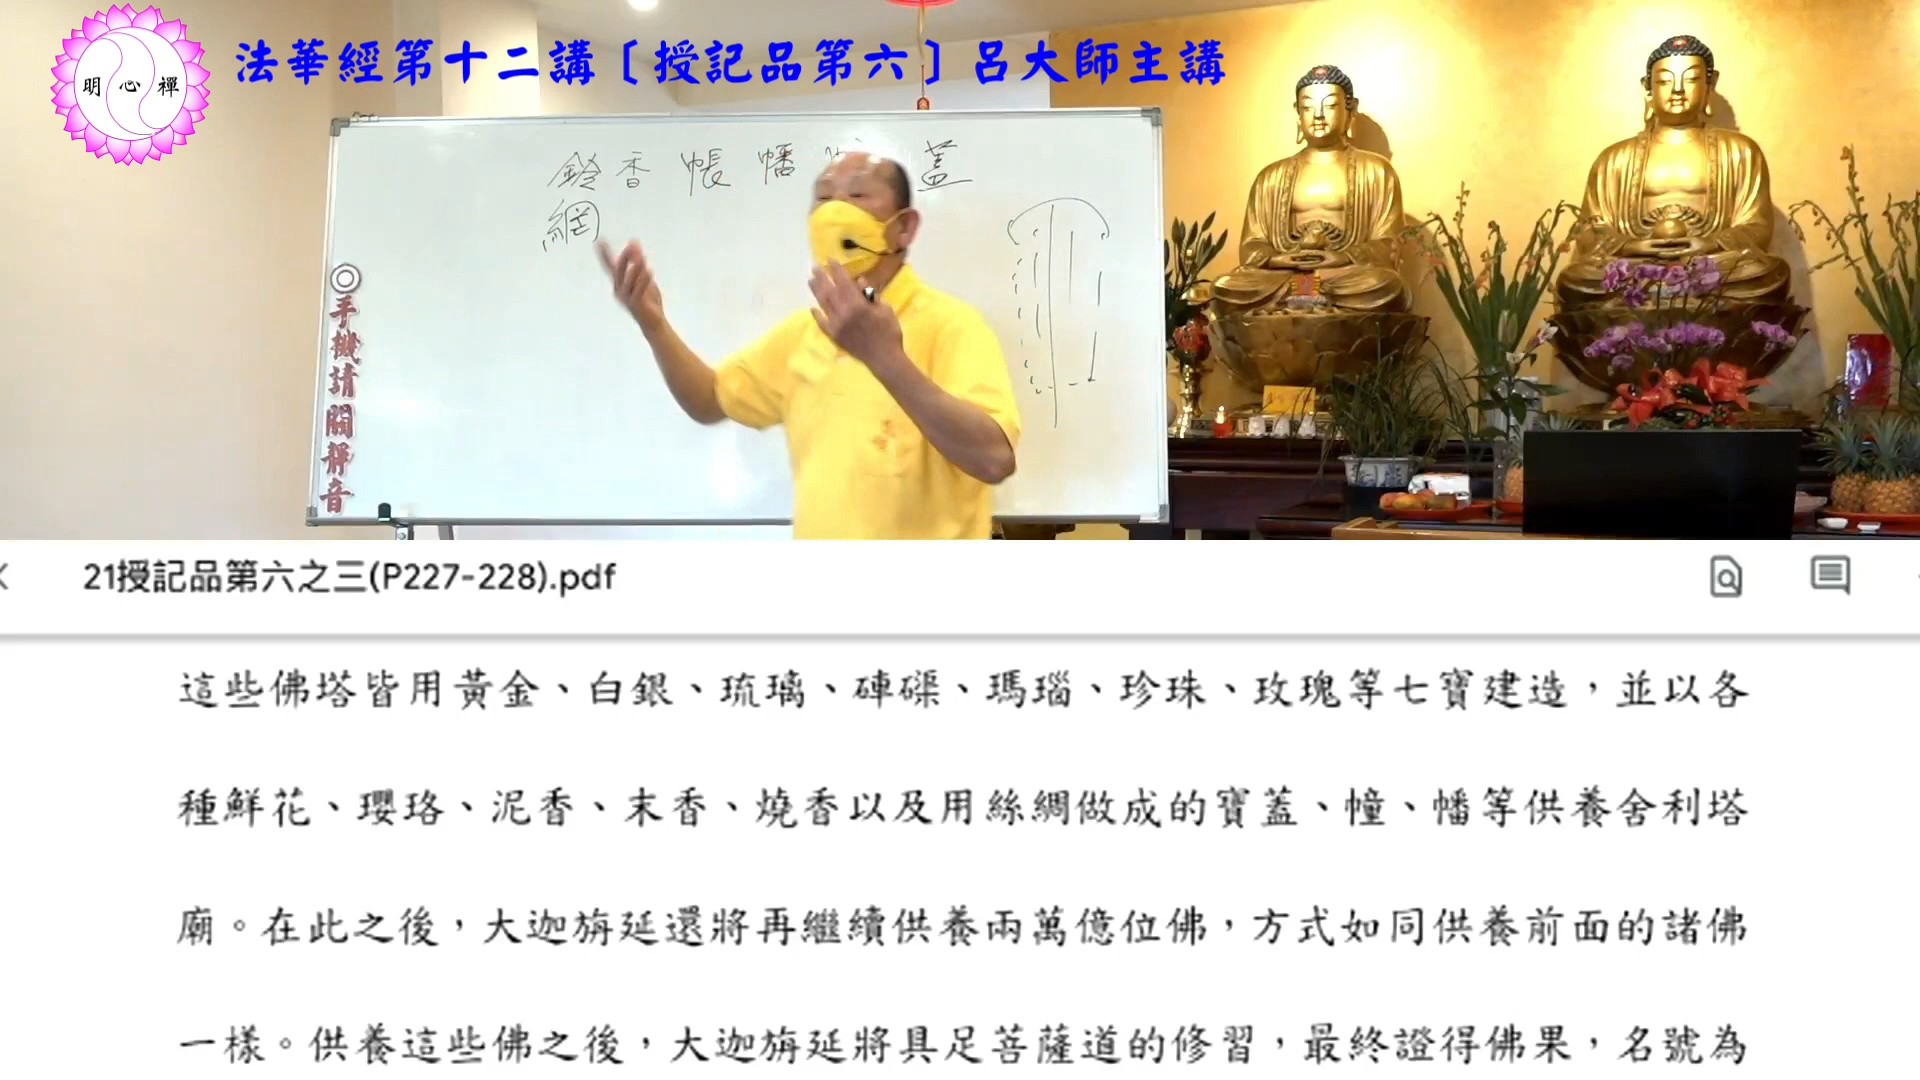 明心禪
法華經第十二講〔授記品第六〕呂大師主講
鈴香帳幡 蓋
網
手機請關靜音
21授記品第六之三(P227-228).pdf
這些佛塔皆用黃金、白銀、琉璃、硨磲、瑪瑙、珍珠、玫瑰等七寶建造，並以各
種鮮花、瓔珞、泥香、末香、燒香以及用絲綢做成的寶蓋、幢、幡等供養舍利塔
廟。在此之後，大迦旃延還將再繼續供養兩萬億位佛，方式如同供養前面的諸佛
一樣。供養這些佛之後，大迦旃延將具足菩薩道的修習，最終證得佛果，名號為